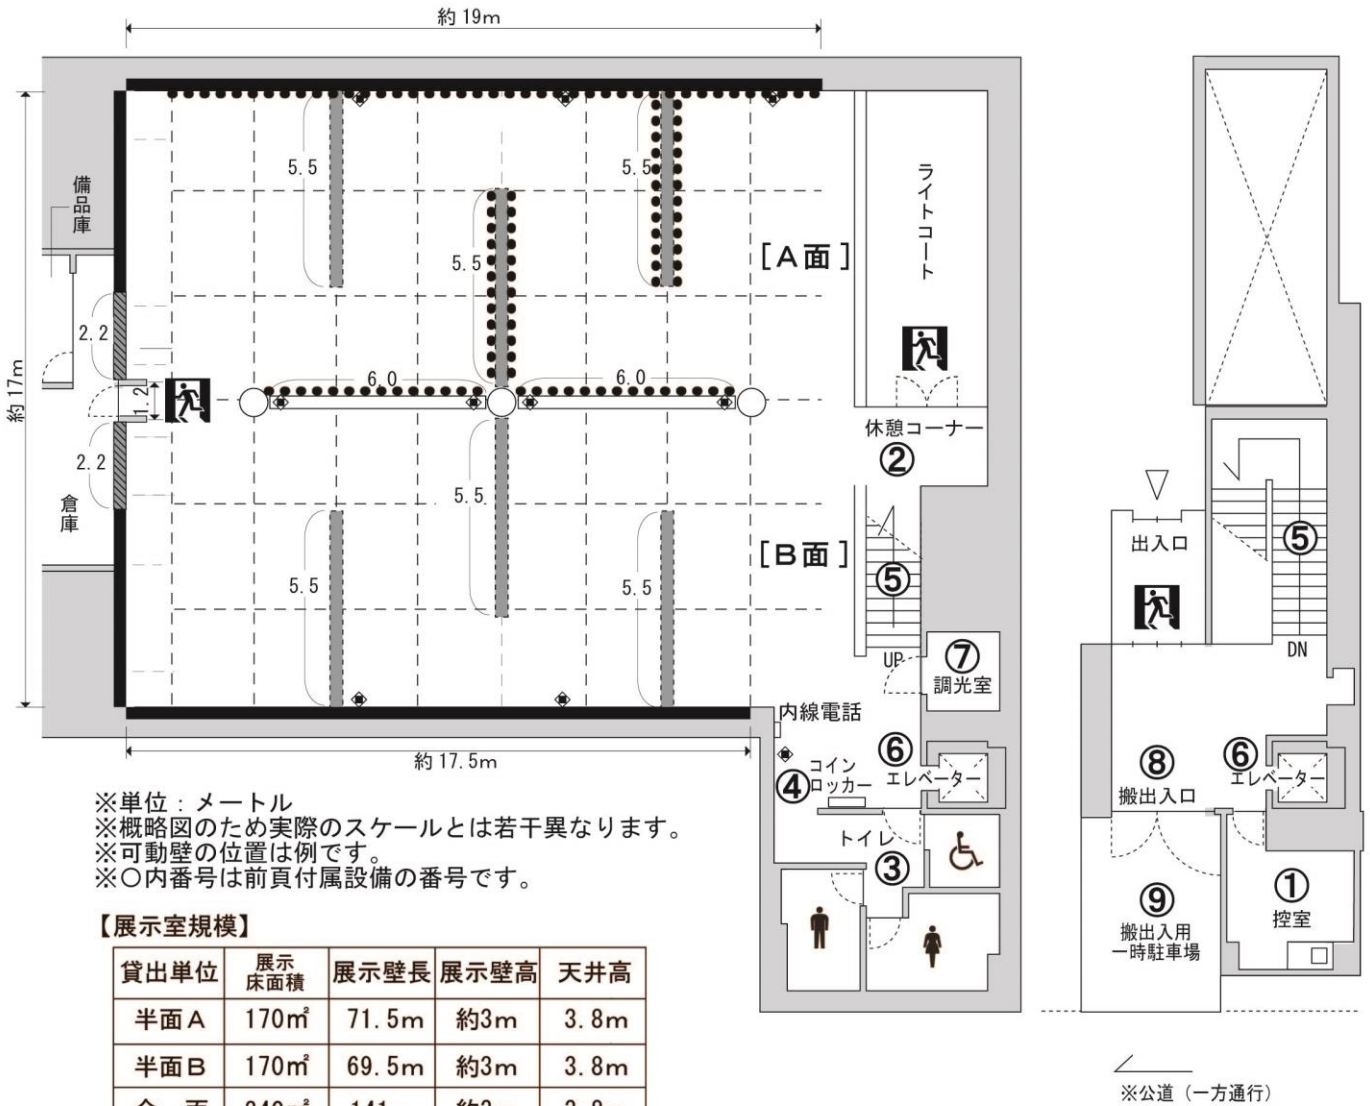 約19m
約17m
備品庫
5.5
5.5
5.5
[A面]
ライトコート
2.2
1.2
6.0
6.0
2.2
倉庫
休憩コーナー
②
5.5
[B面]
5.5
5.5
⑤
UP
⑦
調光室
内線電話
約17.5m
⑥
エレベーター
④
コイン
ロッカー
トイレ
③
出入口
⑤
DN
⑧
搬出入口
⑥
エレベーター
⑨
搬出入用
一時駐車場
①
控室
※公道（一方通行）
※単位：メートル
※概略図のため実際のスケールとは若干異なります。
※可動壁の位置は例です。
※○内番号は前頁付属設備の番号です。
【展示室規模】
貸出単位 展示床面積 展示壁長 展示壁高 天井高
半面A 170㎡ 71.5m 約3m 3.8m
半面B 170㎡ 69.5m 約3m 3.8m